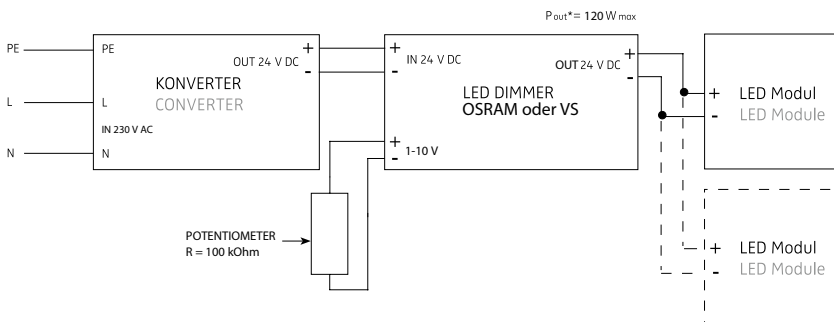 P out*= 120 W max
PE
PE
OUT 24 V DC
+
-
KONVERTER
CONVERTER
L
L
IN 230 V AC
N
N
+
-
IN 24 V DC
LED DIMMER
OSRAM oder VS
OUT 24 V DC
+
-
+
-
1-10 V
POTENTIOMETER
R = 100 kOhm
+
LED Modul
-
LED Module
+
LED Modul
-
LED Module